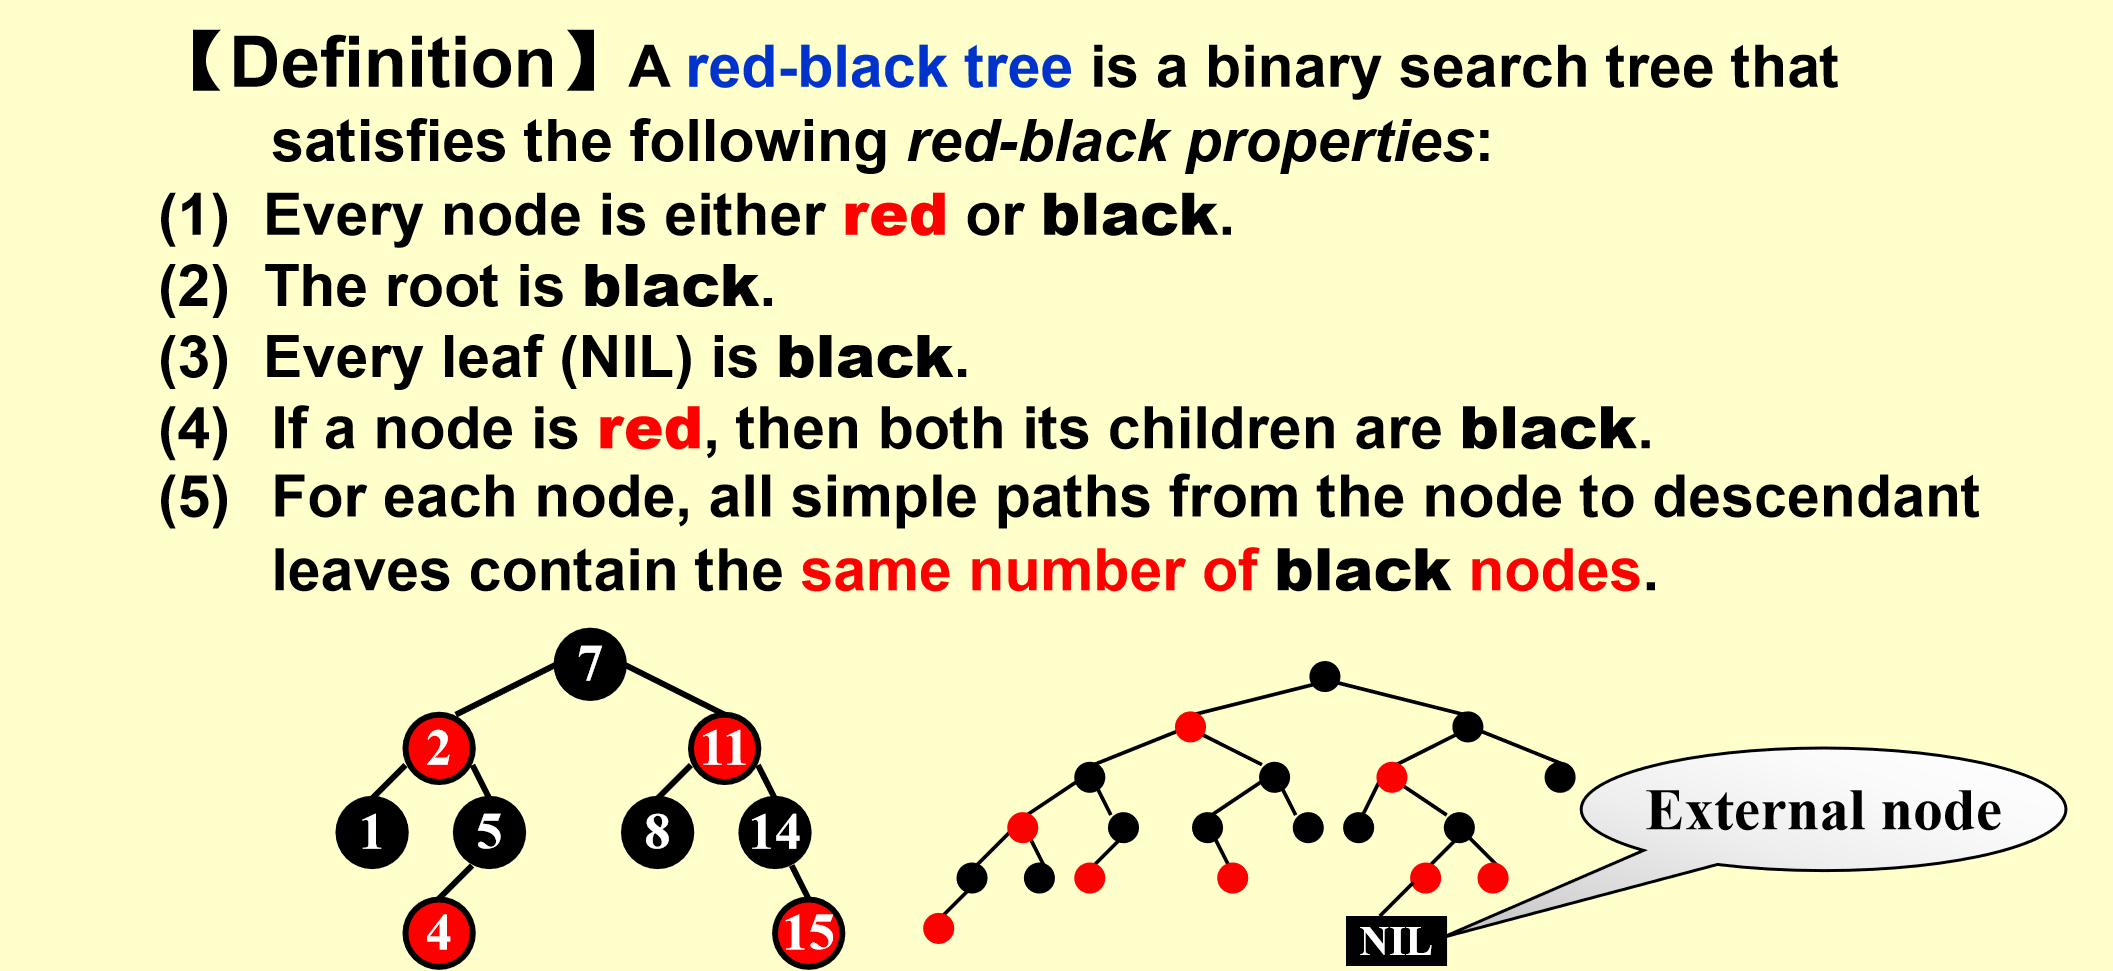 【Definition】A red-black tree is a binary search tree that
satisfies the following red-black properties:
(1) Every node is either red or black.
(2) The root is black.
(3) Every leaf (NIL) is black.
(4) If a node is red, then both its children are black.
(5) For each node, all simple paths from the node to descendant
leaves contain the same number of black nodes.
7
2 11
1 5 8 14
4 15
External node
NIL